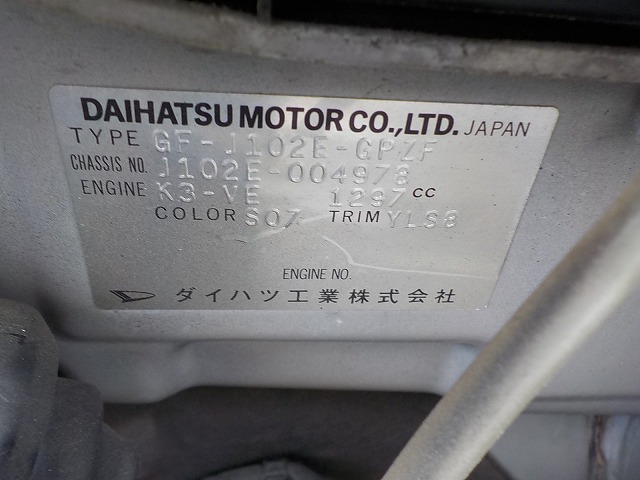 DAIHATSU MOTOR CO.,LTD. JAPAN
TYPE GF-J102E-GPZF
CHASSIS NO. J102E-004973
ENGINE K3-VE 1297 CC
COLOR S07 TRIM YLS8
ENGINE NO.
ダイハツ工業株式会社